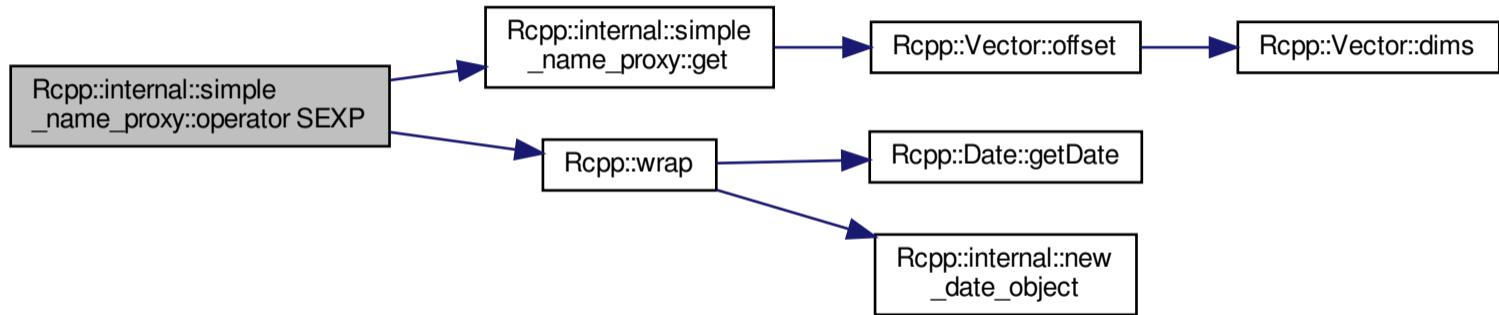 Rcpp::internal::simple
_name_proxy::operator SEXP
Rcpp::internal::simple
_name_proxy::get
Rcpp::Vector::offset
Rcpp::Vector::dims
Rcpp::wrap
Rcpp::Date::getDate
Rcpp::internal::new
_date_object